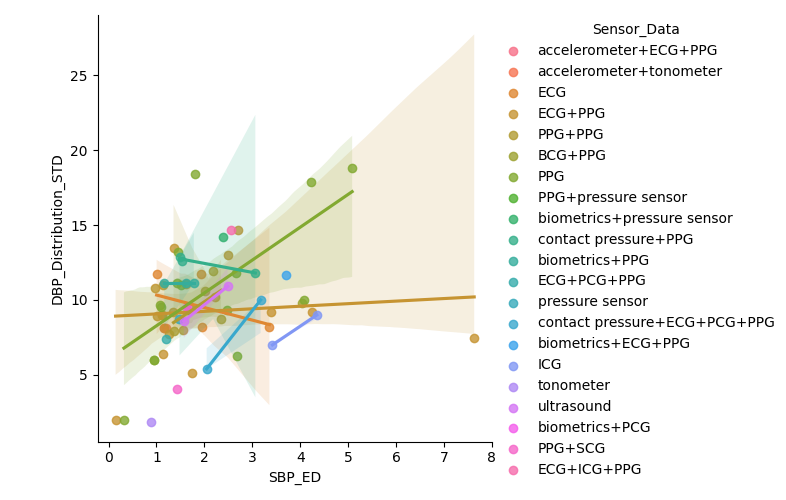 Sensor_Data
accelerometer+ECG+PPG
accelerometer+tonometer
ECG
ECG+PPG
PPG+PPG
BCG+PPG
PPG
PPG+pressure sensor
biometrics+pressure sensor
contact pressure+PPG
biometrics+PPG
ECG+PCG+PPG
pressure sensor
contact pressure+ECG+PCG+PPG
biometrics+ECG+PPG
ICG
tonometer
ultrasound
biometrics+PCG
PPG+SCG
ECG+ICG+PPG
DBP_Distribution_STD
25
20
15
10
5
0 1 2 3 4 5 6 7 8
SBP_ED